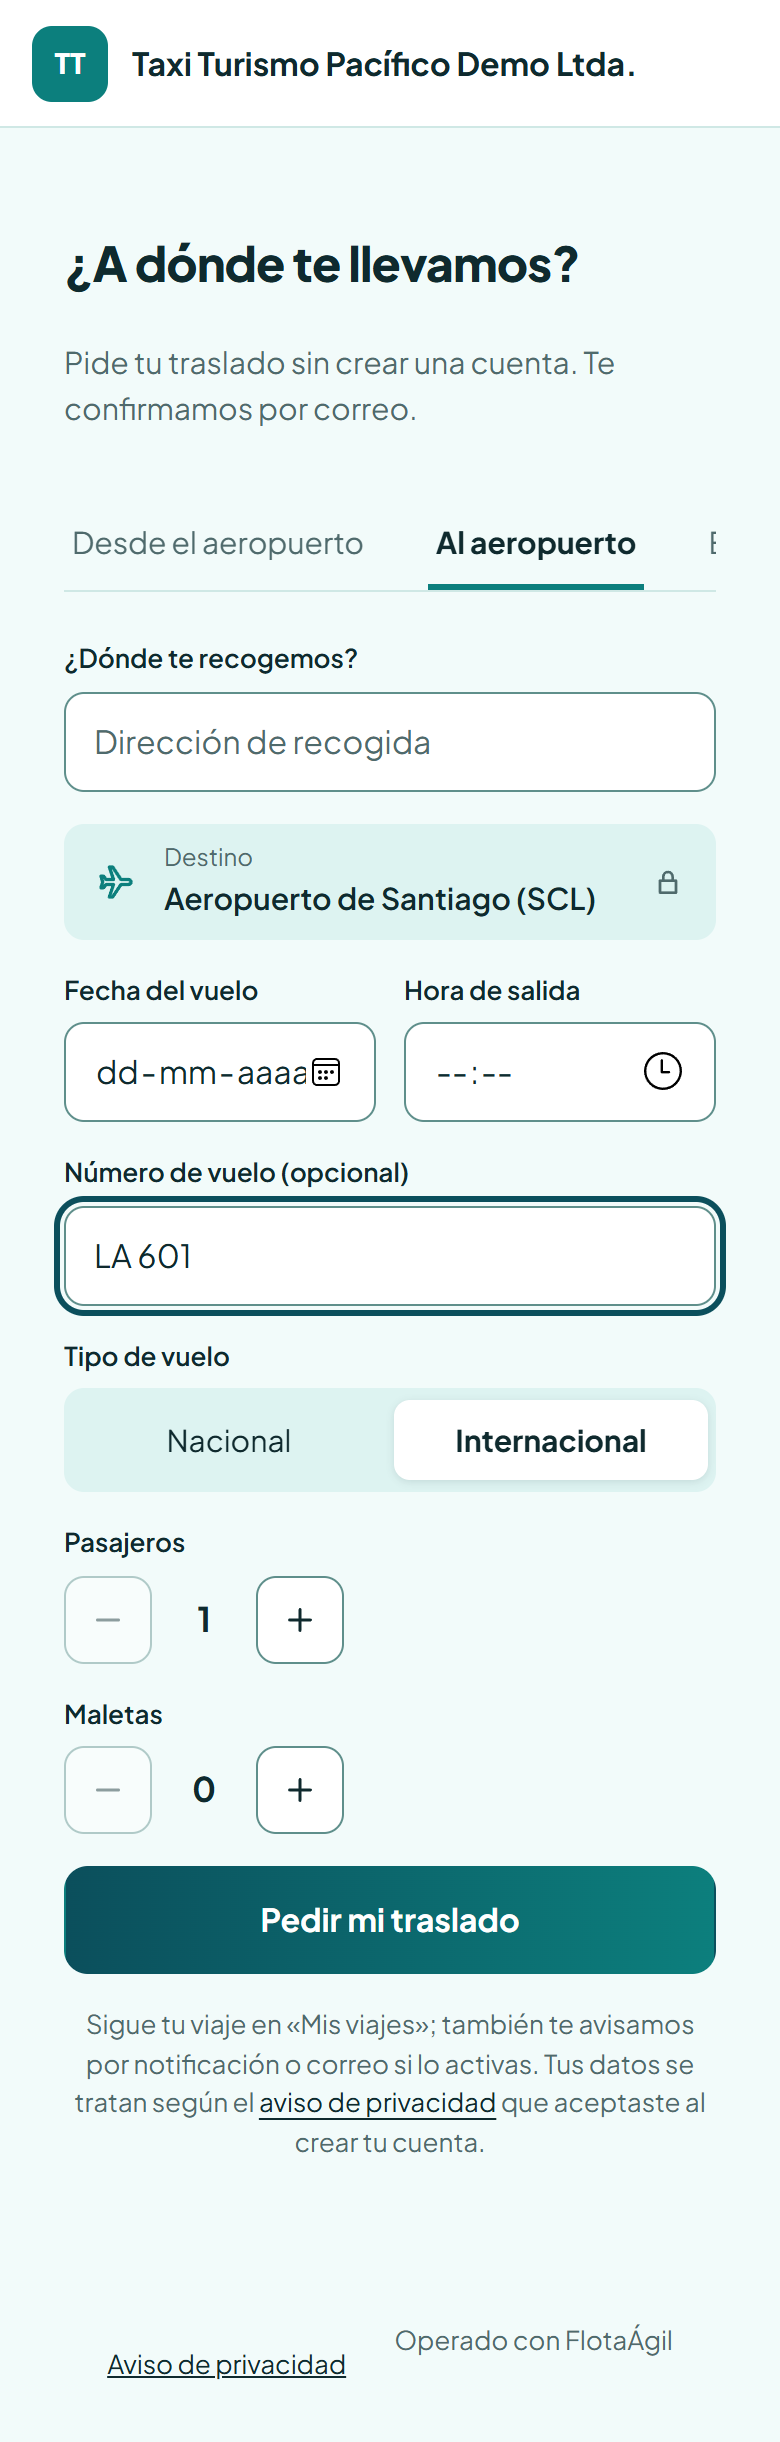 TT
Taxi Turismo Pacífico Demo Ltda.
¿A dónde te llevamos?
Pide tu traslado sin crear una cuenta. Te
confirmamos por correo.
Desde el aeropuerto
Al aeropuerto
¿Dónde te recogemos?
Dirección de recogida
Destino
Aeropuerto de Santiago (SCL)
Fecha del vuelo
Hora de salida
dd-mm-aaaa
--:--
Número de vuelo (opcional)
LA 601
Tipo de vuelo
Nacional
Internacional
Pasajeros
1
Maletas
0
Pedir mi traslado
Sigue tu viaje en «Mis viajes»; también te avisamos
por notificación o correo si lo activas. Tus datos se
tratan según el aviso de privacidad que aceptaste al
crear tu cuenta.
Operado con FlotaÁgil
Aviso de privacidad